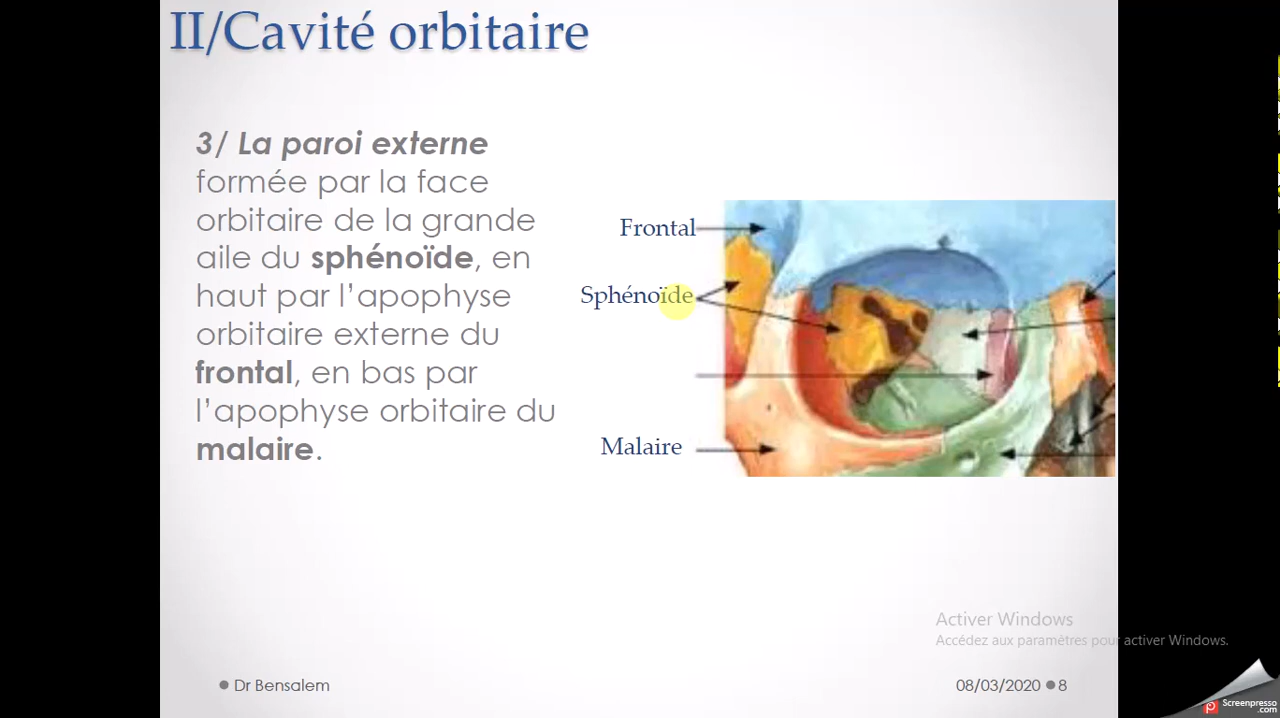 II/Cavité orbitaire
3/ La paroi externe
formée par la face
orbitaire de la grande
aile du sphénoïde, en
haut par l’apophyse
orbitaire externe du
frontal, en bas par
l’apophyse orbitaire du
malaire.
Frontal
Sphénoïde
Malaire
Activer Windows
Accédez aux paramètres pour activer Windows.
Dr Bensalem
08/03/2020
8
Screenpresso
.com